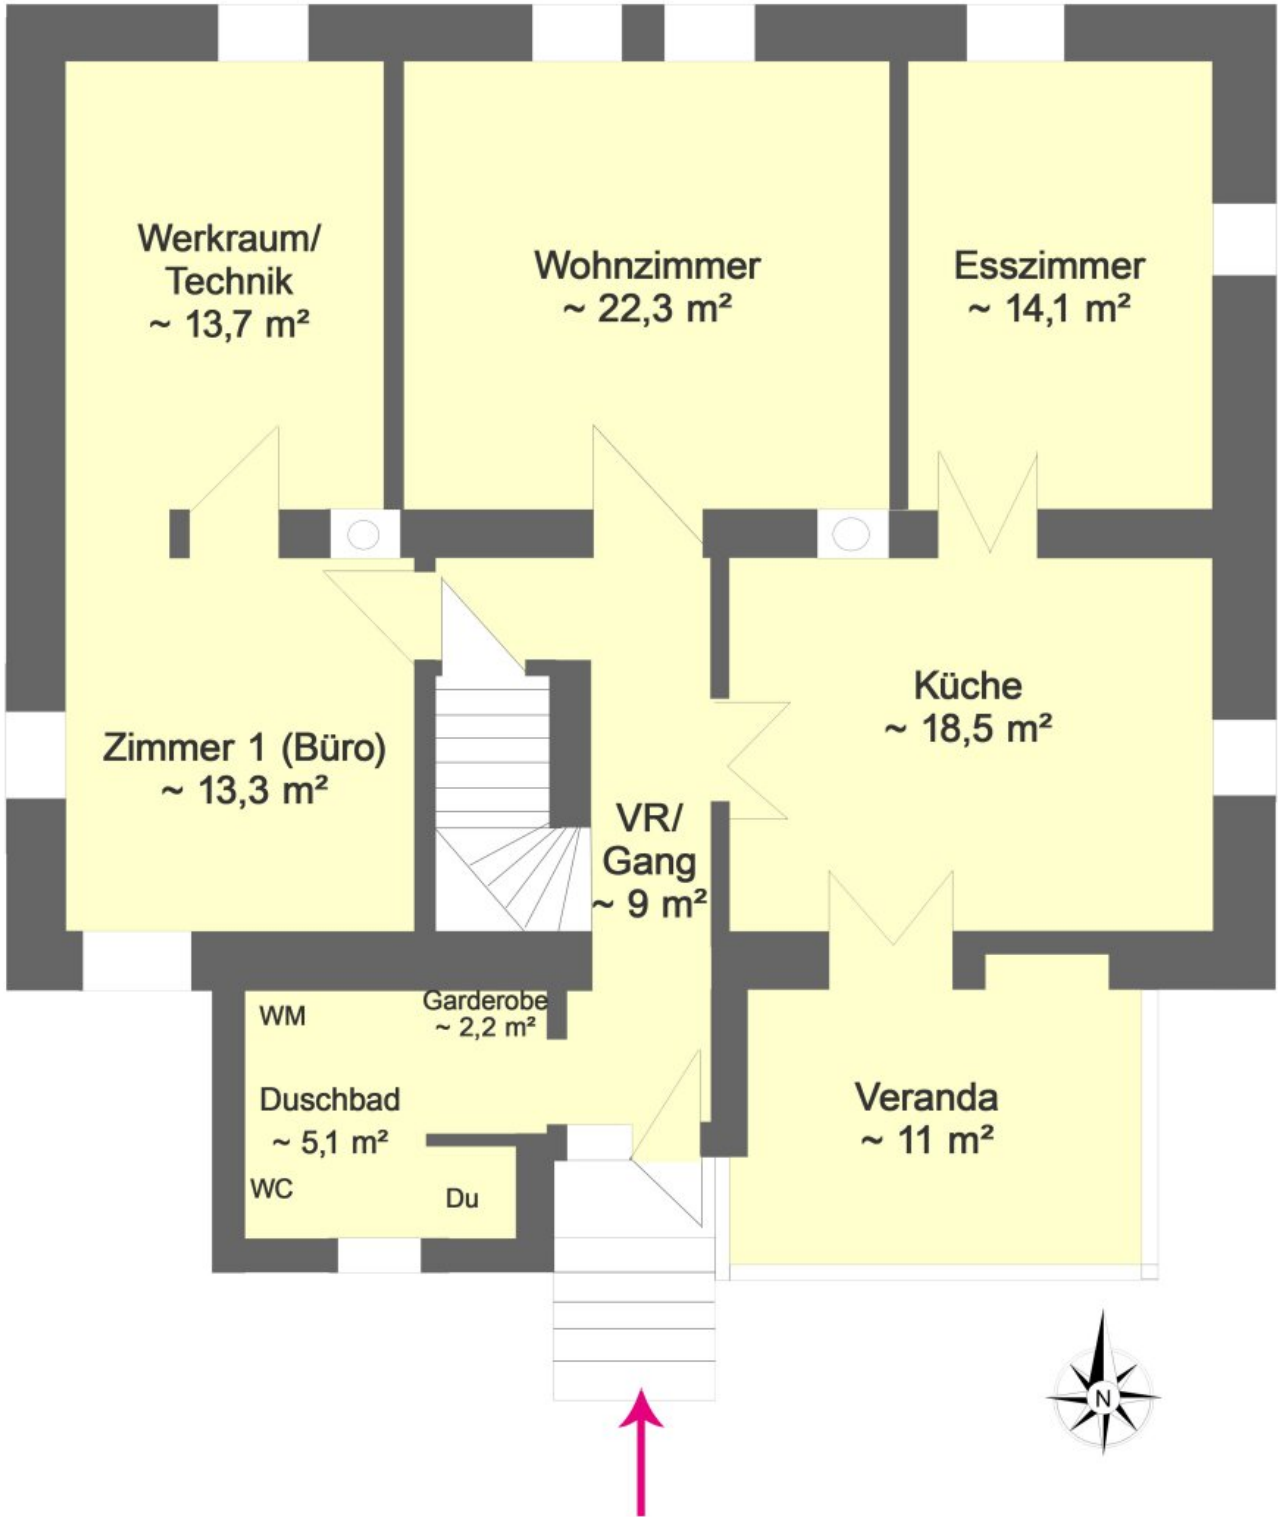 Werkraum/
Technik
~ 13,7 m²
Wohnzimmer
~ 22,3 m²
Esszimmer
~ 14,1 m²
Zimmer 1 (Büro)
~ 13,3 m²
Küche
~ 18,5 m²
VR/
Gang
~ 9 m²
WM
Garderobe
~ 2,2 m²
Duschbad
~ 5,1 m²
WC
Du
Veranda
~ 11 m²
N